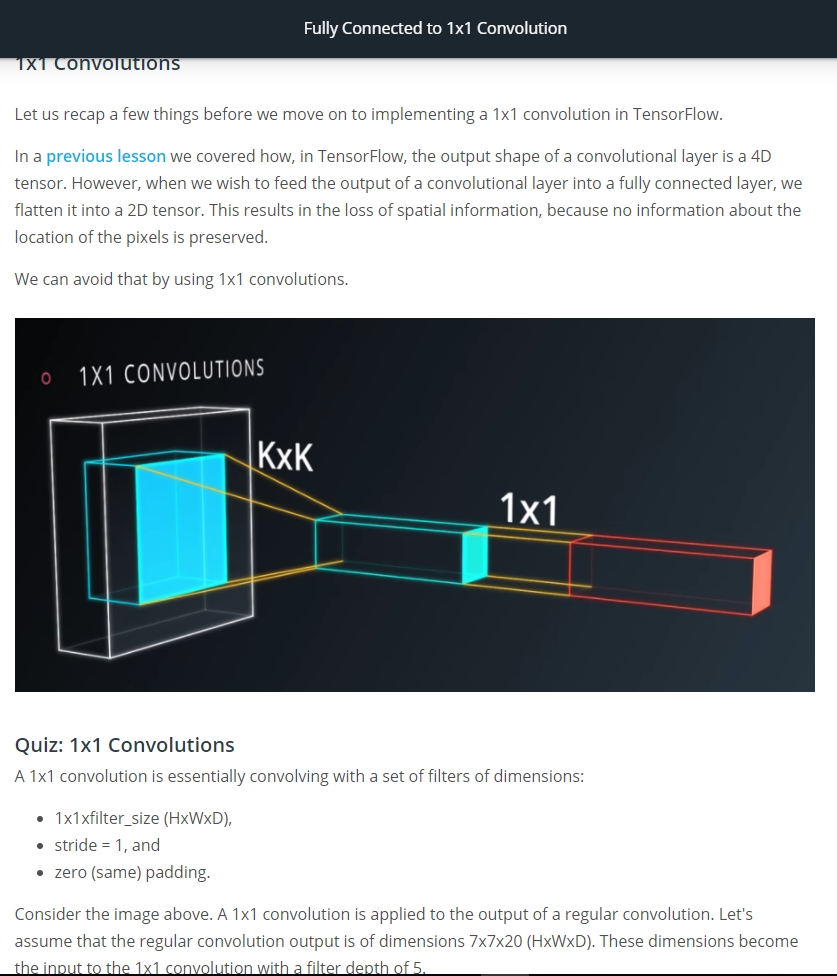 Fully Connected to 1x1 Convolution
1x1 Convolutions
Let us recap a few things before we move on to implementing a 1x1 convolution in TensorFlow.
In a previous lesson we covered how, in TensorFlow, the output shape of a convolutional layer is a 4D
tensor. However, when we wish to feed the output of a convolutional layer into a fully connected layer, we
flatten it into a 2D tensor. This results in the loss of spatial information, because no information about the
location of the pixels is preserved.
We can avoid that by using 1x1 convolutions.
1X1 CONVOLUTIONS
KxK
1x1
Quiz: 1x1 Convolutions
A 1x1 convolution is essentially convolving with a set of filters of dimensions:
• 1x1xfilter_size (HxWxD),
• stride = 1, and
• zero (same) padding.
Consider the image above. A 1x1 convolution is applied to the output of a regular convolution. Let's
assume that the regular convolution output is of dimensions 7x7x20 (HxWxD). These dimensions become
the input to the 1x1 convolution with a filter depth of 5.